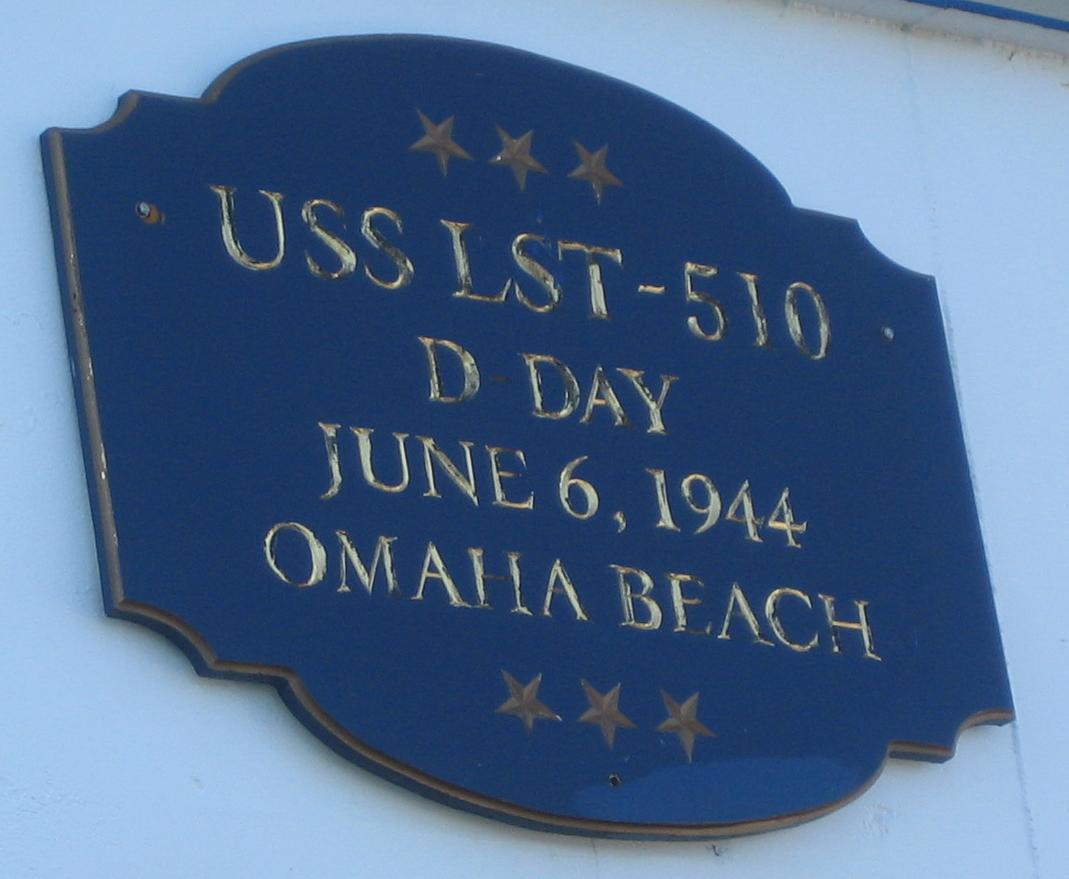 USS LST-510
D-DAY
JUNE 6, 1944
OMAHA BEACH